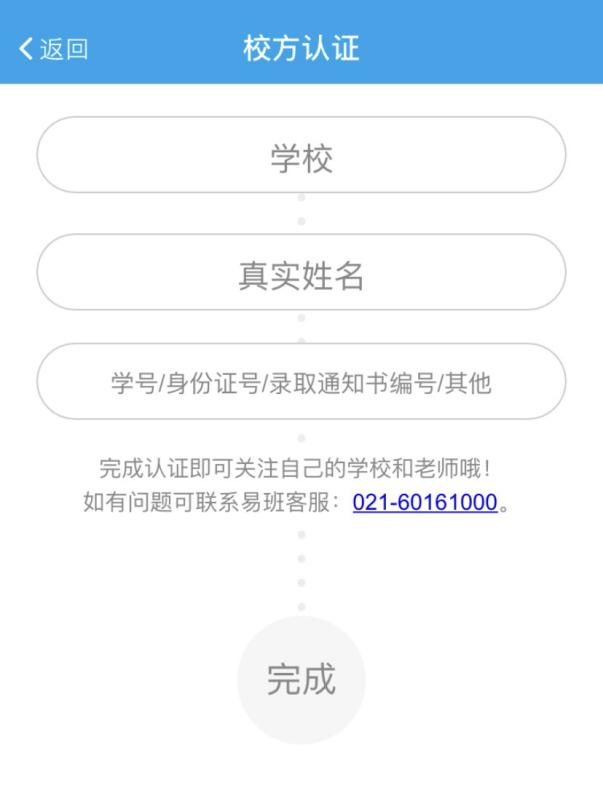 返回
校方认证
学校
真实姓名
学号/身份证号/录取通知书编号/其他
完成认证即可关注自己的学校和老师哦！
如有问题可联系易班客服：021-60161000。
完成